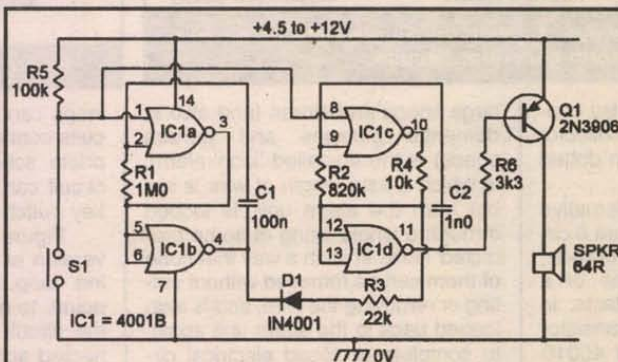 +4.5 to +12V
R5
100k
14
1
2
IC1a
3
R1
1M0
C1
100n
5
6
IC1b
4
7
S1
IC1 = 4001B
8
9
IC1c
10
R2
820k
R4
10k
C2
1n0
R6
3k3
12
13
IC1d
11
D1
IN4001
R3
22k
0V
Q1
2N3906
SPKR
64R